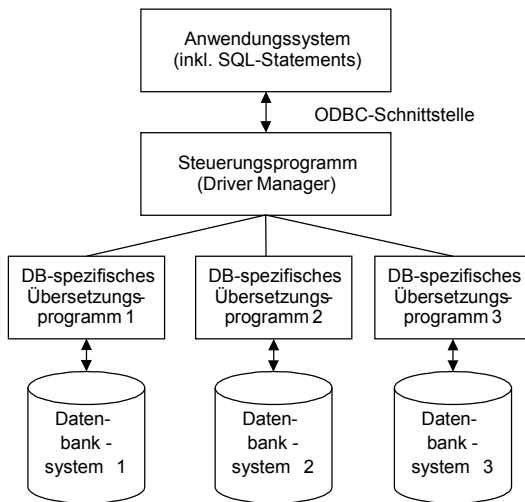 Anwendungssystem
(inkl. SQL-Statements)
ODBC-Schnittstelle
Steuerungsprogramm
(Driver Manager)
DB-spezifisches
Übersetzungs-
programm 1
DB-spezifisches
Übersetzungs-
programm 2
DB-spezifisches
Übersetzungs-
programm 3
Daten-
bank -
system 1
Daten-
bank -
system 2
Daten-
bank -
system 3